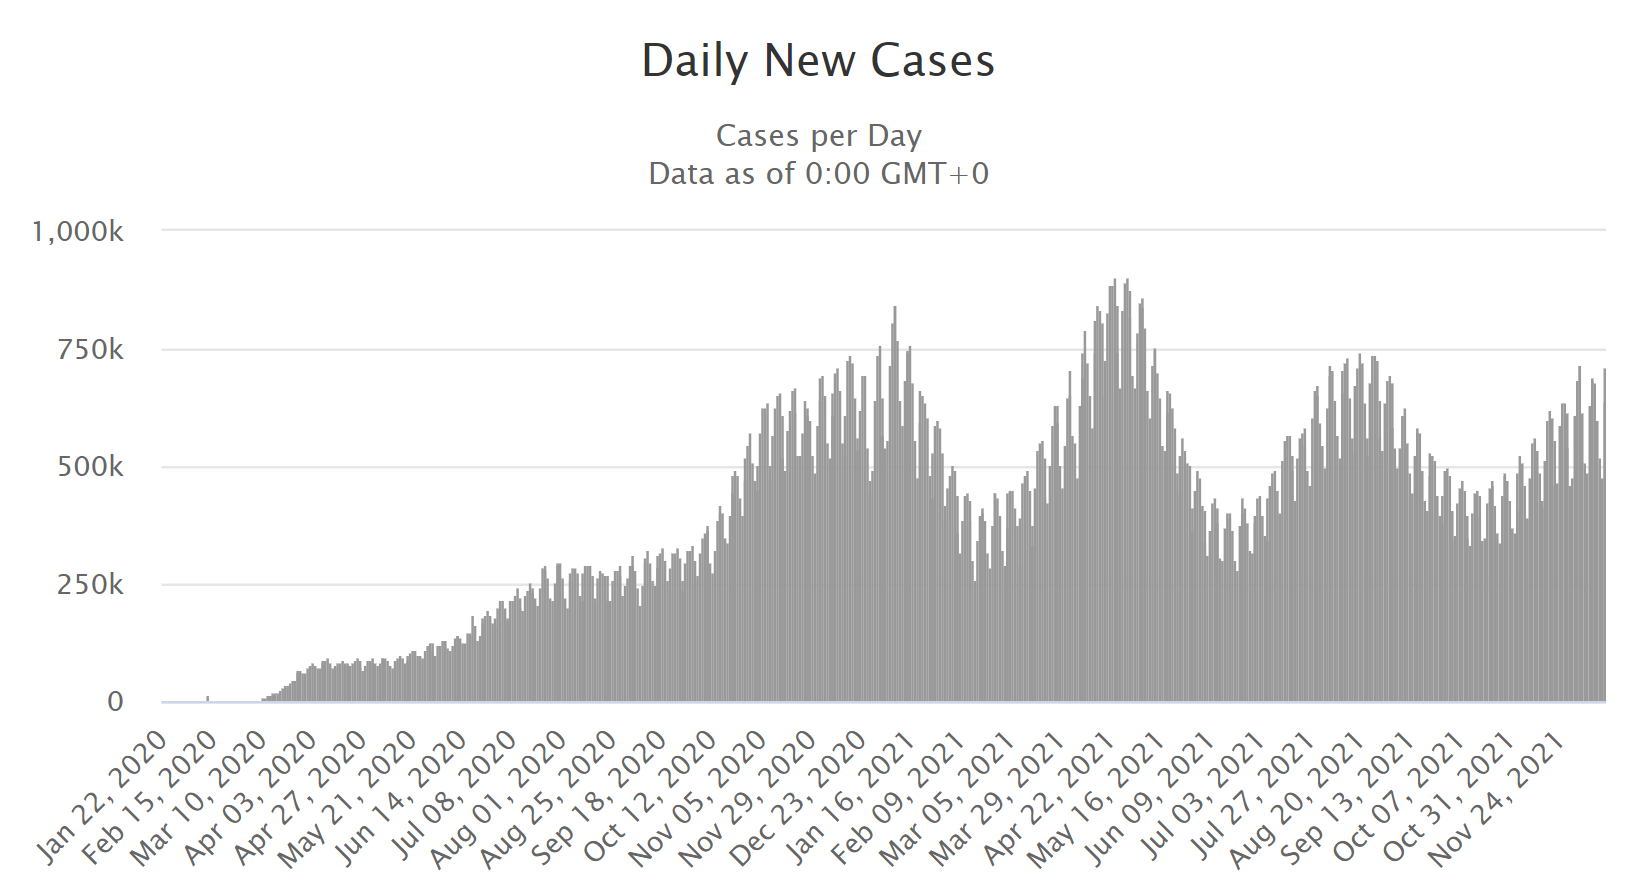 Daily New Cases
Cases per Day
Data as of 0:00 GMT+0
1,000k
750k
500k
250k
0
Jan 22, 2020
Feb 15, 2020
Mar 10, 2020
Apr 03, 2020
Apr 27, 2020
May 21, 2020
Jun 14, 2020
Jul 08, 2020
Aug 01, 2020
Aug 25, 2020
Sep 18, 2020
Oct 12, 2020
Nov 05, 2020
Nov 29, 2020
Dec 23, 2020
Jan 16, 2021
Feb 09, 2021
Mar 05, 2021
Mar 29, 2021
Apr 22, 2021
May 16, 2021
Jun 09, 2021
Jul 03, 2021
Jul 27, 2021
Aug 20, 2021
Sep 13, 2021
Oct 07, 2021
Oct 31, 2021
Nov 24, 2021